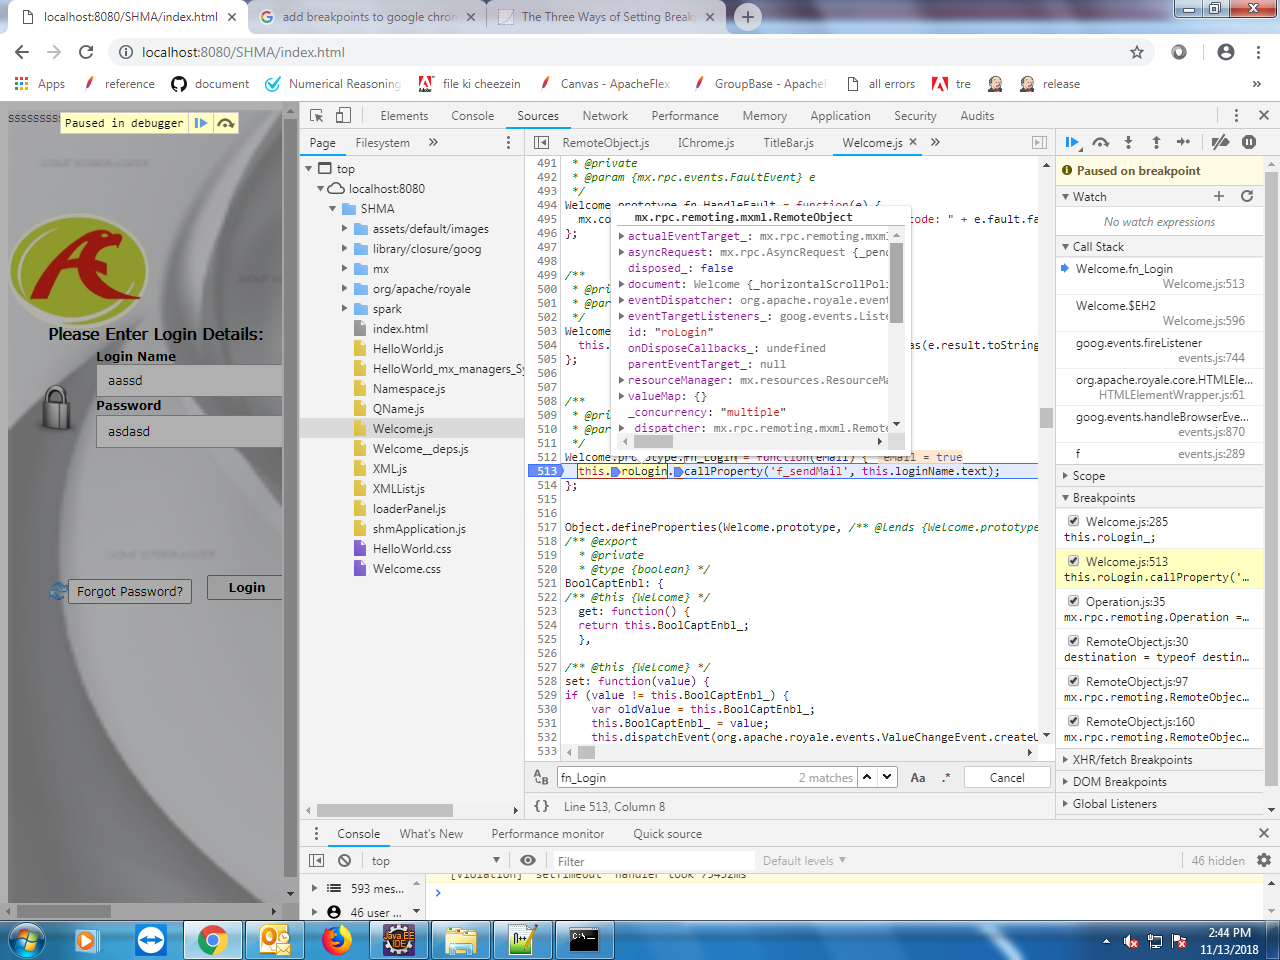 localhost:8080/SHMA/index.html
add breakpoints to google chrom
The Three Ways of Setting Break
localhost:8080/SHMA/index.html
Apps
reference
document
Numerical Reasoning
file ki cheezein
Canvas - ApacheFlex
GroupBase - ApacheF
all errors
tre
release
»
Paused in debugger
Please Enter Login Details:
Login Name
aassd
Password
asdasd
Forgot Password?
Login
Elements
Console
Sources
Network
Performance
Memory
Application
Security
Audits
Page
Filesystem
»
top
localhost:8080
SHMA
assets/default/images
library/closure/goog
mx
org/apache/royale
spark
index.html
HelloWorld.js
HelloWorld_mx_managers_Sy
Namespace.js
QName.js
Welcome.js
Welcome__deps.js
XML.js
XMLList.js
loaderPanel.js
shmApplication.js
HelloWorld.css
Welcome.css
RemoteObject.js
IChrome.js
TitleBar.js
Welcome.js
»
491 * @private
492 * @param {mx.rpc.events.FaultEvent} e
493 */
494 Welcome.prototype.fn_HandleFault = function(e) {
495 mx.co
code: " + e.fault.fa
496 };
497
498
499 /**
500 * @pri
501 * @par
502 */
503 Welcome
504 this.
as(e.result.toString
505 };
506
507
508 /**
509 * @pri
510 * @par
511 */
512 Welcome.prototype.fn_Login = function(eMail) { eMail = true
513 this.roLogin.callProperty('f_sendMail', this.loginName.text);
514 };
515
516
517 Object.defineProperties(Welcome.prototype, /** @lends {Welcome.prototype
518 /** @export
519 * @private
520 * @type {boolean} */
521 BoolCaptEnbl: {
522 /** @this {Welcome} */
523 get: function() {
524 return this.BoolCaptEnbl_;
525 },
526
527 /** @this {Welcome} */
528 set: function(value) {
529 if (value != this.BoolCaptEnbl_) {
530 var oldValue = this.BoolCaptEnbl_;
531 this.BoolCaptEnbl_ = value;
532 this.dispatchEvent(org.apache.royale.events.ValueChangeEvent.createU
533
mx.rpc.remoting.mxml.RemoteObject
actualEventTarget_: mx.rpc.remoting.mxml
asyncRequest: mx.rpc.AsyncRequest {_pend
disposed_: false
document: Welcome {_horizontalScrollPoli
eventDispatcher: org.apache.royale.event
eventTargetListeners_: goog.events.Liste
id: "roLogin"
onDisposeCallbacks_: undefined
parentEventTarget_: null
resourceManager: mx.resources.ResourceMa
valueMap: {}
_concurrency: "multiple"
_dispatcher: mx.rpc.remoting.mxml.Remote
fn_Login
2 matches
Aa
.*
Cancel
{} Line 513, Column 8
Paused on breakpoint
Watch
No watch expressions
Call Stack
Welcome.fn_Login
Welcome.js:513
Welcome.$EH2
Welcome.js:596
goog.events.fireListener
events.js:744
org.apache.royale.core.HTMLEle…
HTMLElementWrapper.js:61
goog.events.handleBrowserEve…
events.js:870
f
events.js:289
Scope
Breakpoints
Welcome.js:285
this.roLogin_;
Welcome.js:513
this.roLogin.callProperty('…
Operation.js:35
mx.rpc.remoting.Operation =…
RemoteObject.js:30
destination = typeof destin…
RemoteObject.js:97
mx.rpc.remoting.RemoteObjec…
RemoteObject.js:160
mx.rpc.remoting.RemoteObjec…
XHR/fetch Breakpoints
DOM Breakpoints
Global Listeners
Console
What's New
Performance monitor
Quick source
top
Filter
Default levels
46 hidden
593 mes...
46 user ...
[Violation] 'setTimeout' handler took 75452ms
Java EE
IDE
2:44 PM
11/13/2018